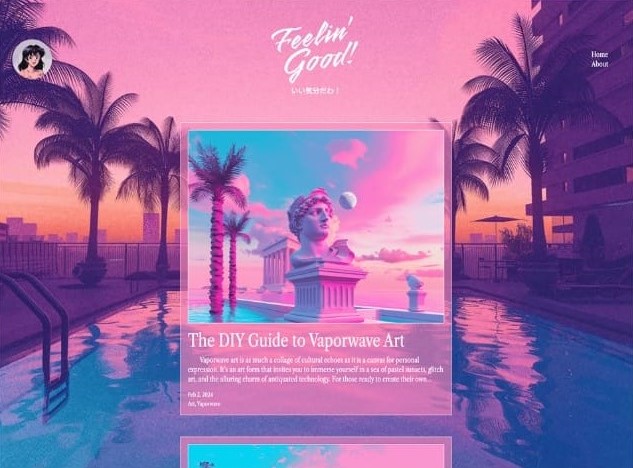 Feelin'
Good!
いい気分だわ！
Home
About
The DIY Guide to Vaporwave Art
Vaporwave art is as much a collage of cultural echoes as it is a canvas for personal
expression. It's an art form that invites you to immerse yourself in a sea of pastel sunsets, glitch
art, and the alluring charm of antiquated technology. For those ready to create their own...
Feb 2, 2024
Art, Vaporwave